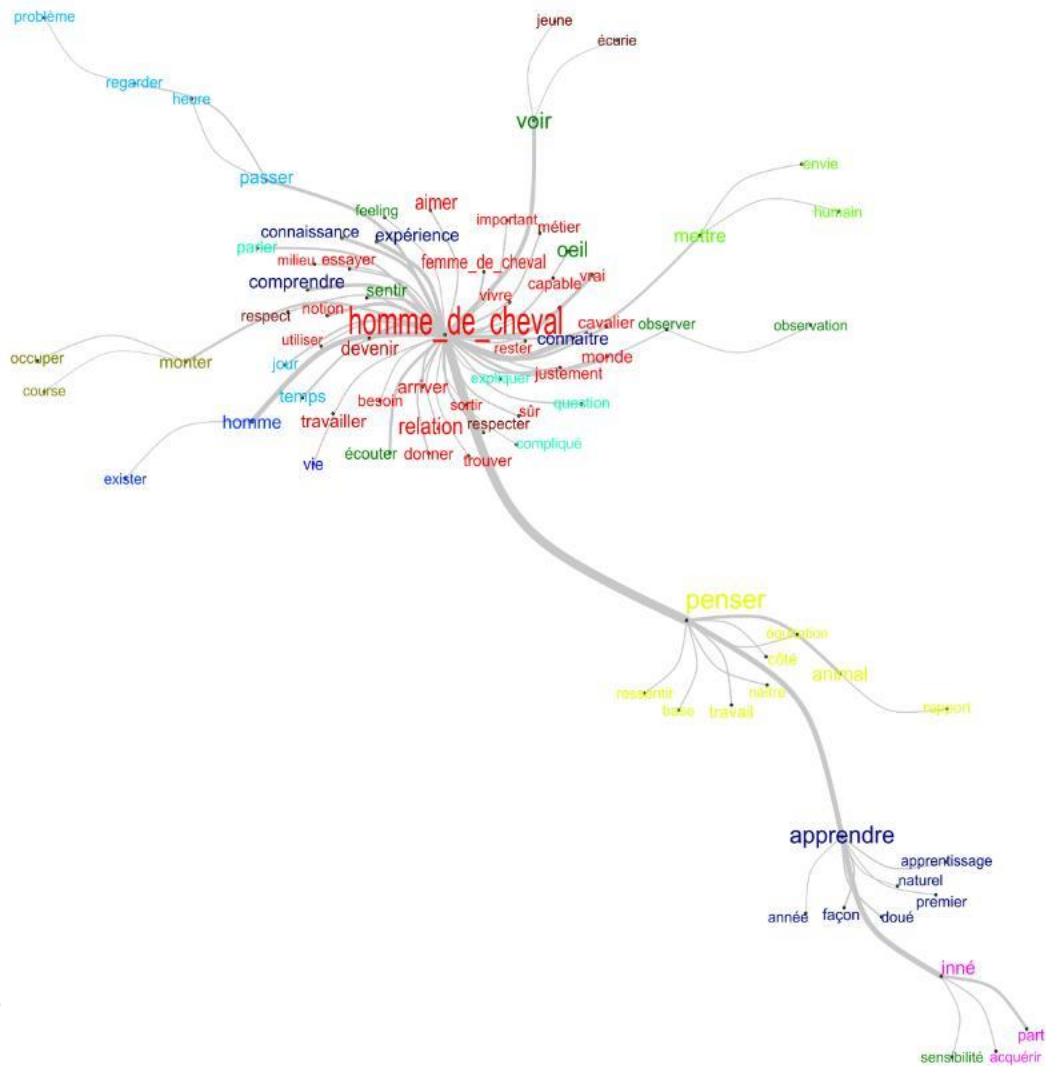 problème
jeune
écurie
regarder
heure
voir
envie
passer
aimer
feeling
important
humain
connaissance
expérience
métier
mettre
parler
oeil
milieu
essayer
femme_de_cheval
comprendre
sentir
vivre
capable
vrai
respect
notion
homme_de_cheval
cavalier
observer
observation
utiliser
devenir
rester
connaître
occuper
monter
jour
monde
justement
expliquer
course
temps
besoin
arriver
sortir
question
homme
travailler
relation
respecter
sûr
compliqué
exister
vie
écouter
donner
trouver
penser
équitation
côté
animal
ressentir
naître
base
travail
rapport
apprendre
apprentissage
naturel
premier
année
façon
doué
inné
part
sensibilité
acquérir